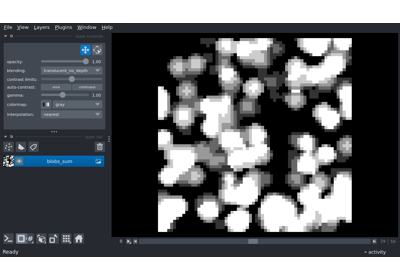 File View Layers Plugins Window Help
opacity: 1.00
blending: translucent_no_depth
contrast limits:
auto-contrast: once continuous
gamma: 1.00
colormap: gray
interpolation: nearest
blobs_sum
Ready
activity